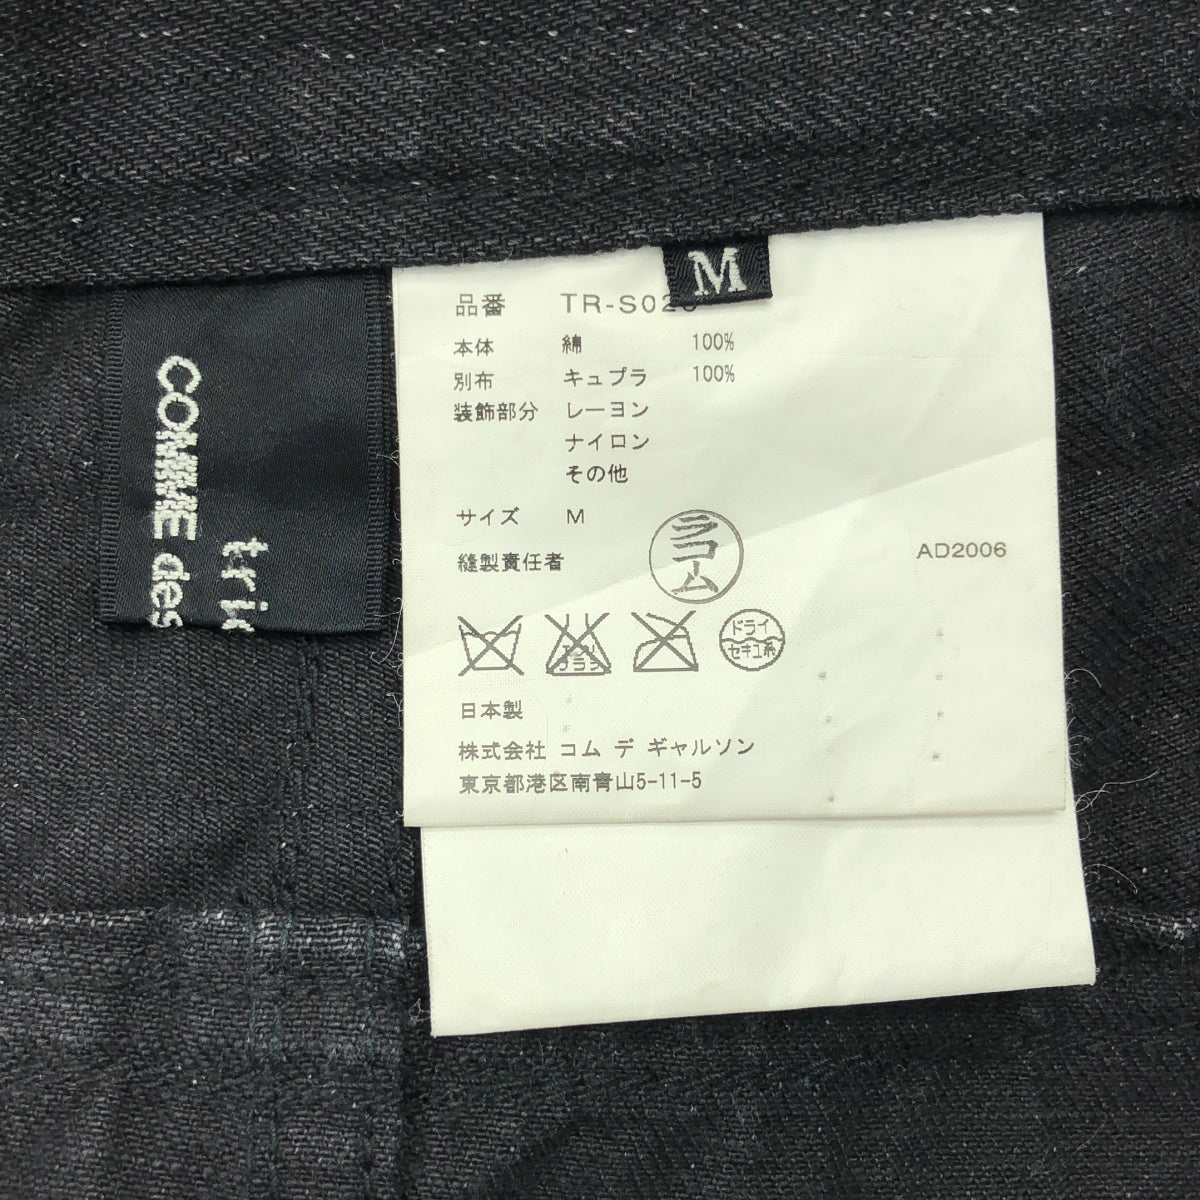 M
品番 TR-S02
本体 綿 100%
別布 キュプラ 100%
装飾部分 レーヨン
ナイロン
その他
サイズ M
縫製責任者 ラコム
AD2006
ドライ
セキユ系
日本製
株式会社 コム デ ギャルソン
東京都港区南青山5-11-5
tric
COMME des